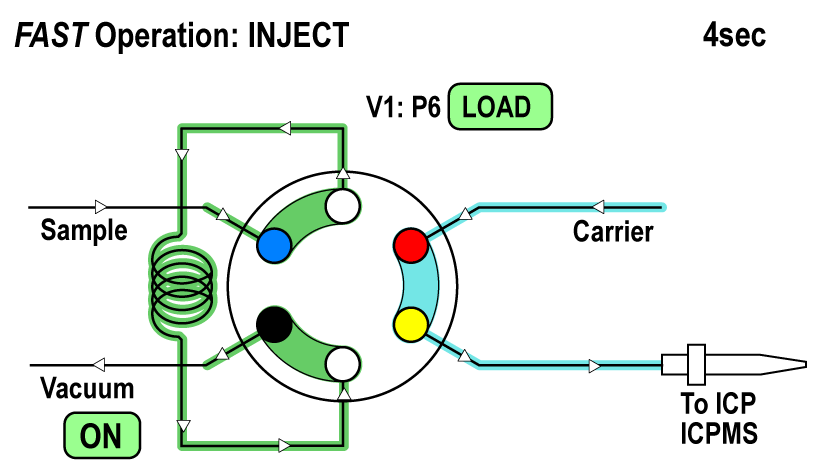 FAST Operation: INJECT
4sec
V1: P6 LOAD
Sample
Carrier
Vacuum
ON
To ICP
ICPMS